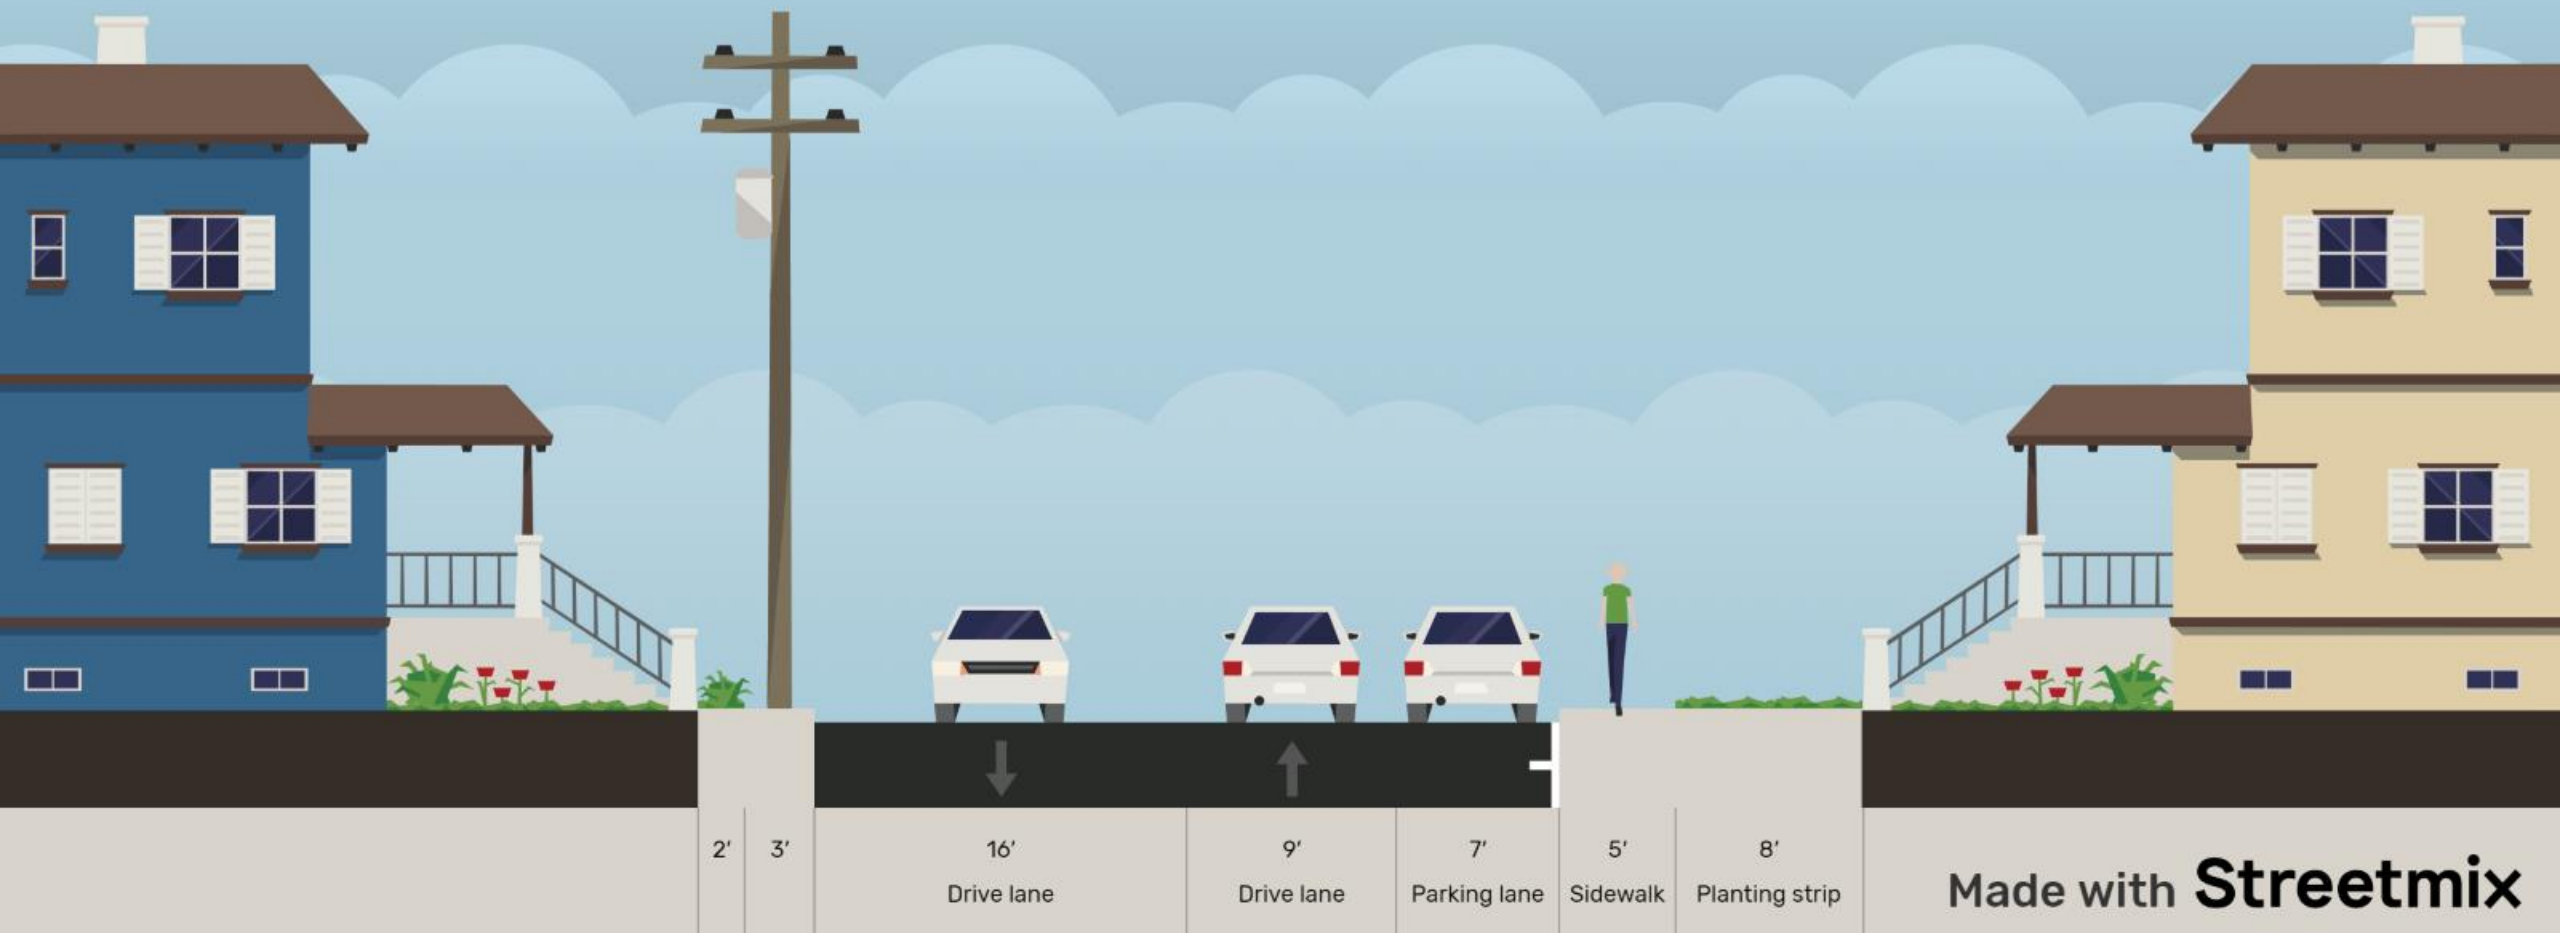 2′
3′
16′
Drive lane
9′
Drive lane
7′
Parking lane
5′
Sidewalk
8′
Planting strip
Made with Streetmix